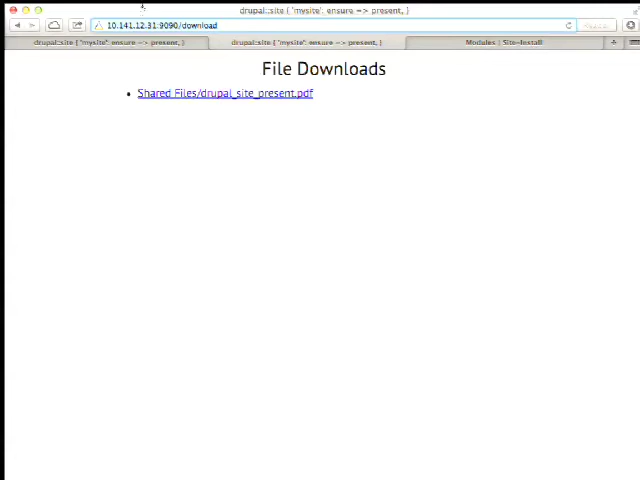 drupal::site { 'mysite': ensure => present, }
10.141.12.31:9090/download
drupal::site { 'mysite': ensure => present, }
drupal::site { 'mysite': ensure => present, }
Modules | Site-Install
File Downloads
• Shared Files/drupal_site_present.pdf